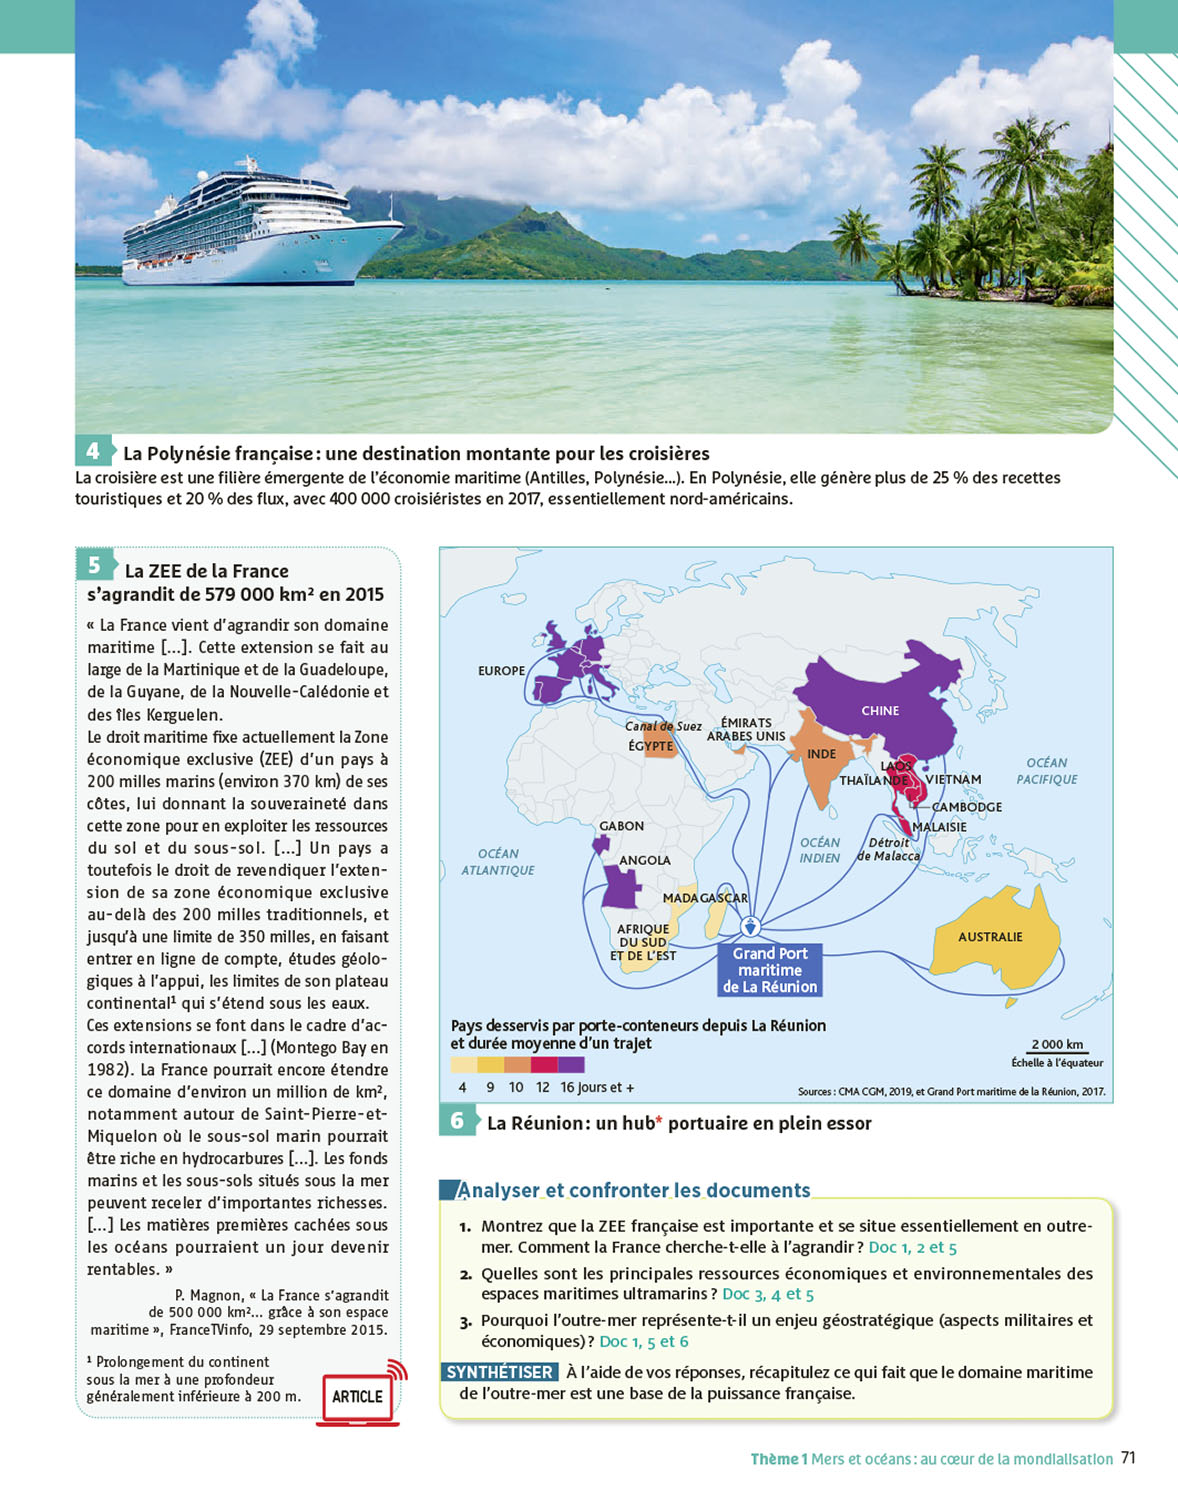 4 La Polynésie française : une destination montante pour les croisières
La croisière est une filière émergente de l'économie maritime (Antilles, Polynésie...). En Polynésie, elle génère plus de 25 % des recettes
touristiques et 20 % des flux, avec 400 000 croisiéristes en 2017, essentiellement nord-américains.
5 La ZEE de la France
s'agrandit de 579 000 km² en 2015
« La France vient d'agrandir son domaine
maritime [...]. Cette extension se fait au
large de la Martinique et de la Guadeloupe,
de la Guyane, de la Nouvelle-Calédonie et
des îles Kerguelen.
Le droit maritime fixe actuellement la Zone
économique exclusive (ZEE) d'un pays à
200 milles marins (environ 370 km) de ses
côtes, lui donnant la souveraineté dans
cette zone pour en exploiter les ressources
du sol et du sous-sol. [...] Un pays a
toutefois le droit de revendiquer l'exten-
sion de sa zone économique exclusive
au-delà des 200 milles traditionnels, et
jusqu'à une limite de 350 milles, en faisant
entrer en ligne de compte, études géolo-
giques à l'appui, les limites de son plateau
continental¹ qui s'étend sous les eaux.
Ces extensions se font dans le cadre d'ac-
cords internationaux [...] (Montego Bay en
1982). La France pourrait encore étendre
ce domaine d'environ un million de km²,
notamment autour de Saint-Pierre-et-
Miquelon où le sous-sol marin pourrait
être riche en hydrocarbures [...]. Les fonds
marins et les sous-sols situés sous la mer
peuvent receler d'importantes richesses.
[...] Les matières premières cachées sous
les océans pourraient un jour devenir
rentables. »
P. Magnon, « La France s'agrandit
de 500 000 km²... grâce à son espace
maritime », FranceTVinfo, 29 septembre 2015.
¹ Prolongement du continent
sous la mer à une profondeur
généralement inférieure à 200 m.
ARTICLE
EUROPE
Canal de Suez
ÉGYPTE
ÉMIRATS
ARABES UNIS
INDE
CHINE
LAOS
THAÏLANDE
VIETNAM
CAMBODGE
MALAISIE
Détroit
de Malacca
OCÉAN
PACIFIQUE
OCÉAN
INDIEN
OCÉAN
ATLANTIQUE
GABON
ANGOLA
MADAGASCAR
AFRIQUE
DU SUD
ET DE L'EST
AUSTRALIE
Grand Port
maritime
de La Réunion
Pays desservis par porte-conteneurs depuis La Réunion
et durée moyenne d'un trajet
4 9 10 12 16 jours et +
2 000 km
Échelle à l'équateur
Sources : CMA CGM, 2019, et Grand Port maritime de la Réunion, 2017.
6 La Réunion : un hub* portuaire en plein essor
Analyser et confronter les documents
1. Montrez que la ZEE française est importante et se situe essentiellement en outre-
mer. Comment la France cherche-t-elle à l'agrandir ? Doc 1, 2 et 5
2. Quelles sont les principales ressources économiques et environnementales des
espaces maritimes ultramarins ? Doc 3, 4 et 5
3. Pourquoi l'outre-mer représente-t-il un enjeu géostratégique (aspects militaires et
économiques) ? Doc 1, 5 et 6
SYNTHÉTISER À l'aide de vos réponses, récapitulez ce qui fait que le domaine maritime
de l'outre-mer est une base de la puissance française.
Thème 1 Mers et océans : au cœur de la mondialisation 71